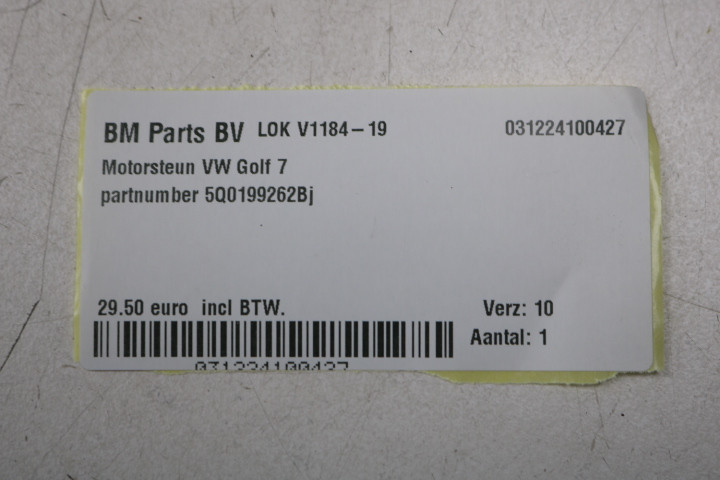 BM Parts BV LOK V1184-19 031224100427
Motorsteun VW Golf 7
partnumber 5Q0199262Bj
29.50 euro incl BTW. Verz: 10
Aantal: 1
031224100427